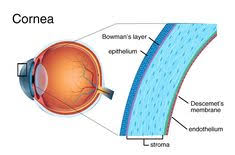 Cornea
Bowman's layer
epithelium
Descemet's
membrane
endothelium
stroma